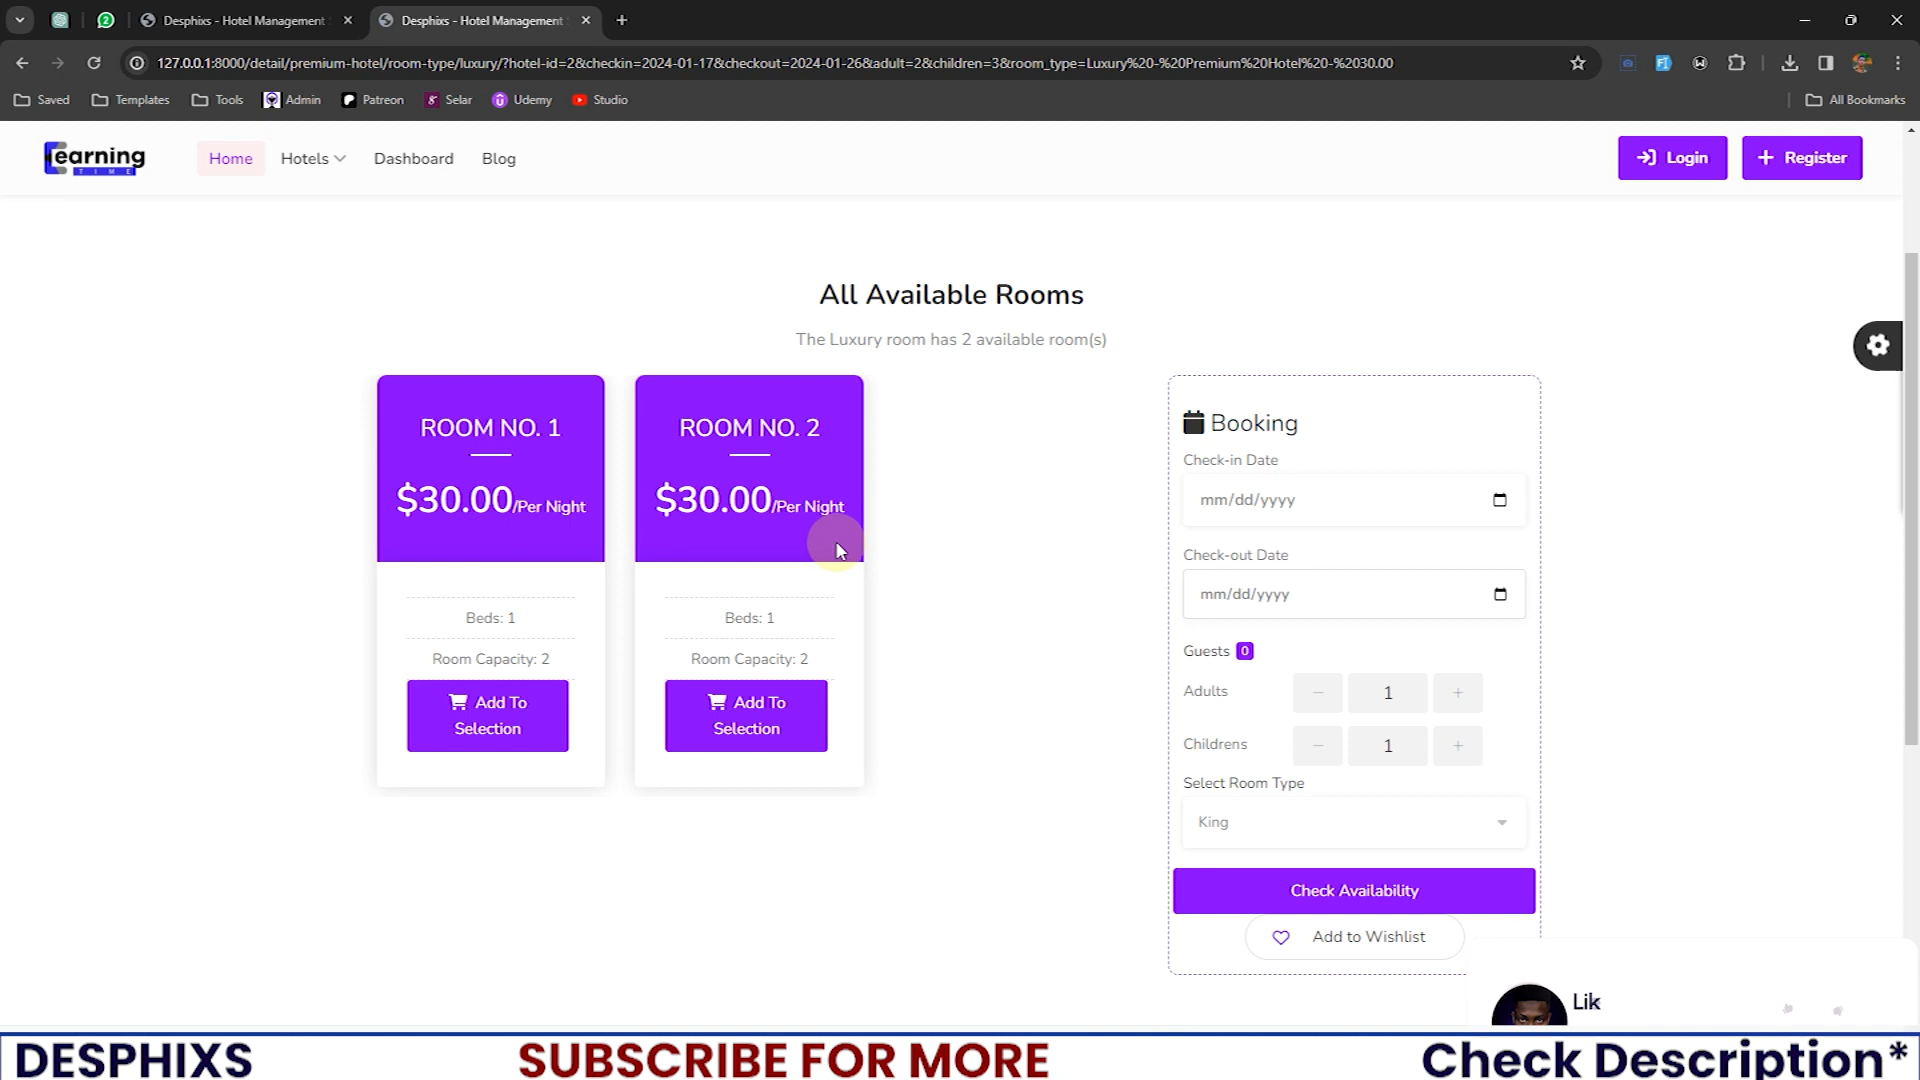 2
Desphixs - Hotel Management
Desphixs - Hotel Management
127.0.0.1:8000/detail/premium-hotel/room-type/luxury/?hotel-id=2&checkin=2024-01-17&checkout=2024-01-26&adult=2&children=3&room_type=Luxury%20-%20Premium%20Hotel%20-%2030.00
Saved
Templates
Tools
Admin
Patreon
Selar
Udemy
Studio
All Bookmarks
Learning
TIME
Home
Hotels
Dashboard
Blog
Login
Register
All Available Rooms
The Luxury room has 2 available room(s)
ROOM NO. 1
$30.00/Per Night
Beds: 1
Room Capacity: 2
Add To
Selection
ROOM NO. 2
$30.00/Per Night
Beds: 1
Room Capacity: 2
Add To
Selection
Booking
Check-in Date
mm/dd/yyyy
Check-out Date
mm/dd/yyyy
Guests 0
Adults
− 1 +
Childrens
− 1 +
Select Room Type
King
Check Availability
Add to Wishlist
Lik
DESPHIXS
SUBSCRIBE FOR MORE
Check Description*